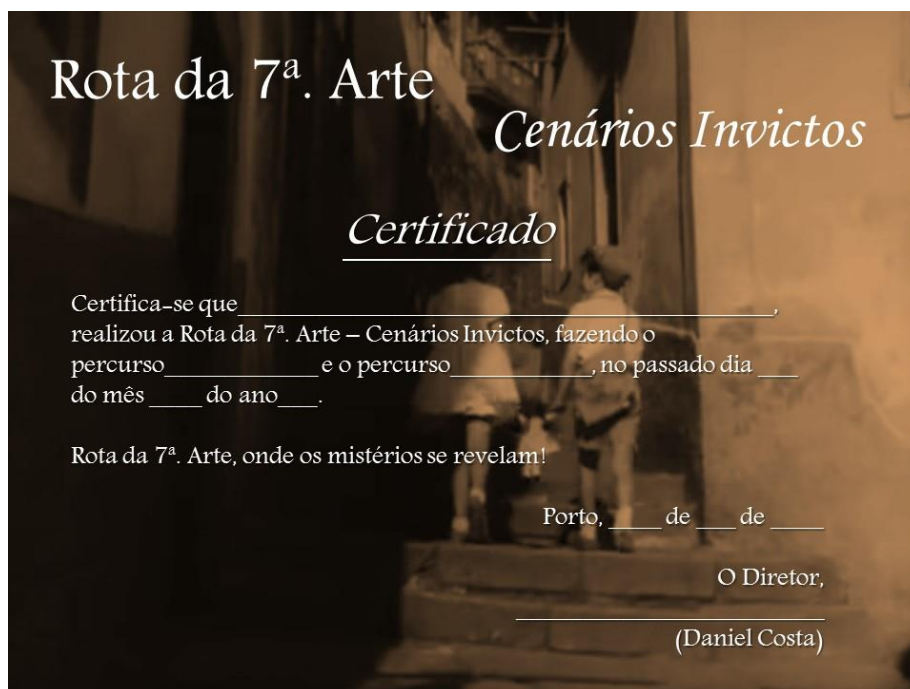 Rota da 7ª. Arte
Cenários Invictos
Certificado
Certifica-se que____________________________________________,
realizou a Rota da 7ª. Arte – Cenários Invictos, fazendo o
percurso____________ e o percurso___________, no passado dia ___
do mês ____ do ano___.
Rota da 7ª. Arte, onde os mistérios se revelam!
Porto, ____ de ___ de ____
O Diretor,
________________________
(Daniel Costa)